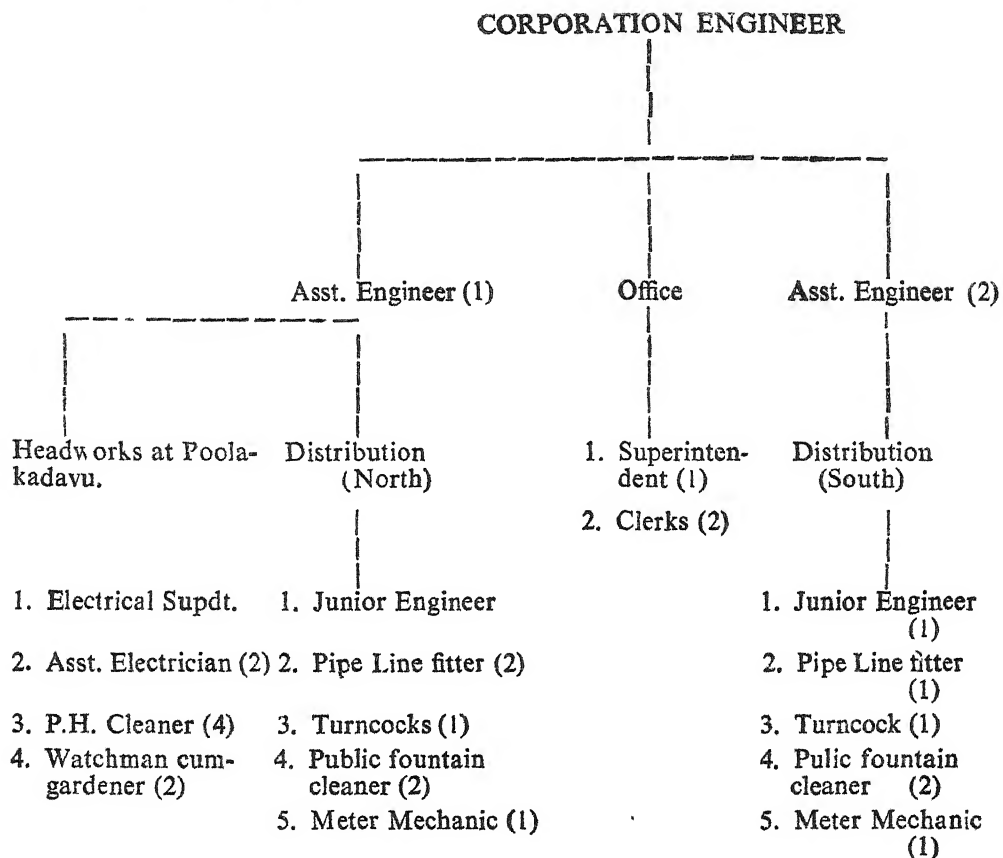 CORPORATION ENGINEER
Asst. Engineer (1)
Office
Asst. Engineer (2)
Headworks at Poola-
kadavu.
Distribution
(North)
1. Superinten-
dent (1)
2. Clerks (2)
Distribution
(South)
1. Electrical Supdt.
2. Asst. Electrician (2)
3. P.H. Cleaner (4)
4. Watchman cum-
gardener (2)
1. Junior Engineer
2. Pipe Line fitter (2)
3. Turncocks (1)
4. Public fountain
cleaner (2)
5. Meter Mechanic (1)
1. Junior Engineer
(1)
2. Pipe Line fitter
(1)
3. Turncock (1)
4. Pulic fountain
cleaner (2)
5. Meter Mechanic
(1)